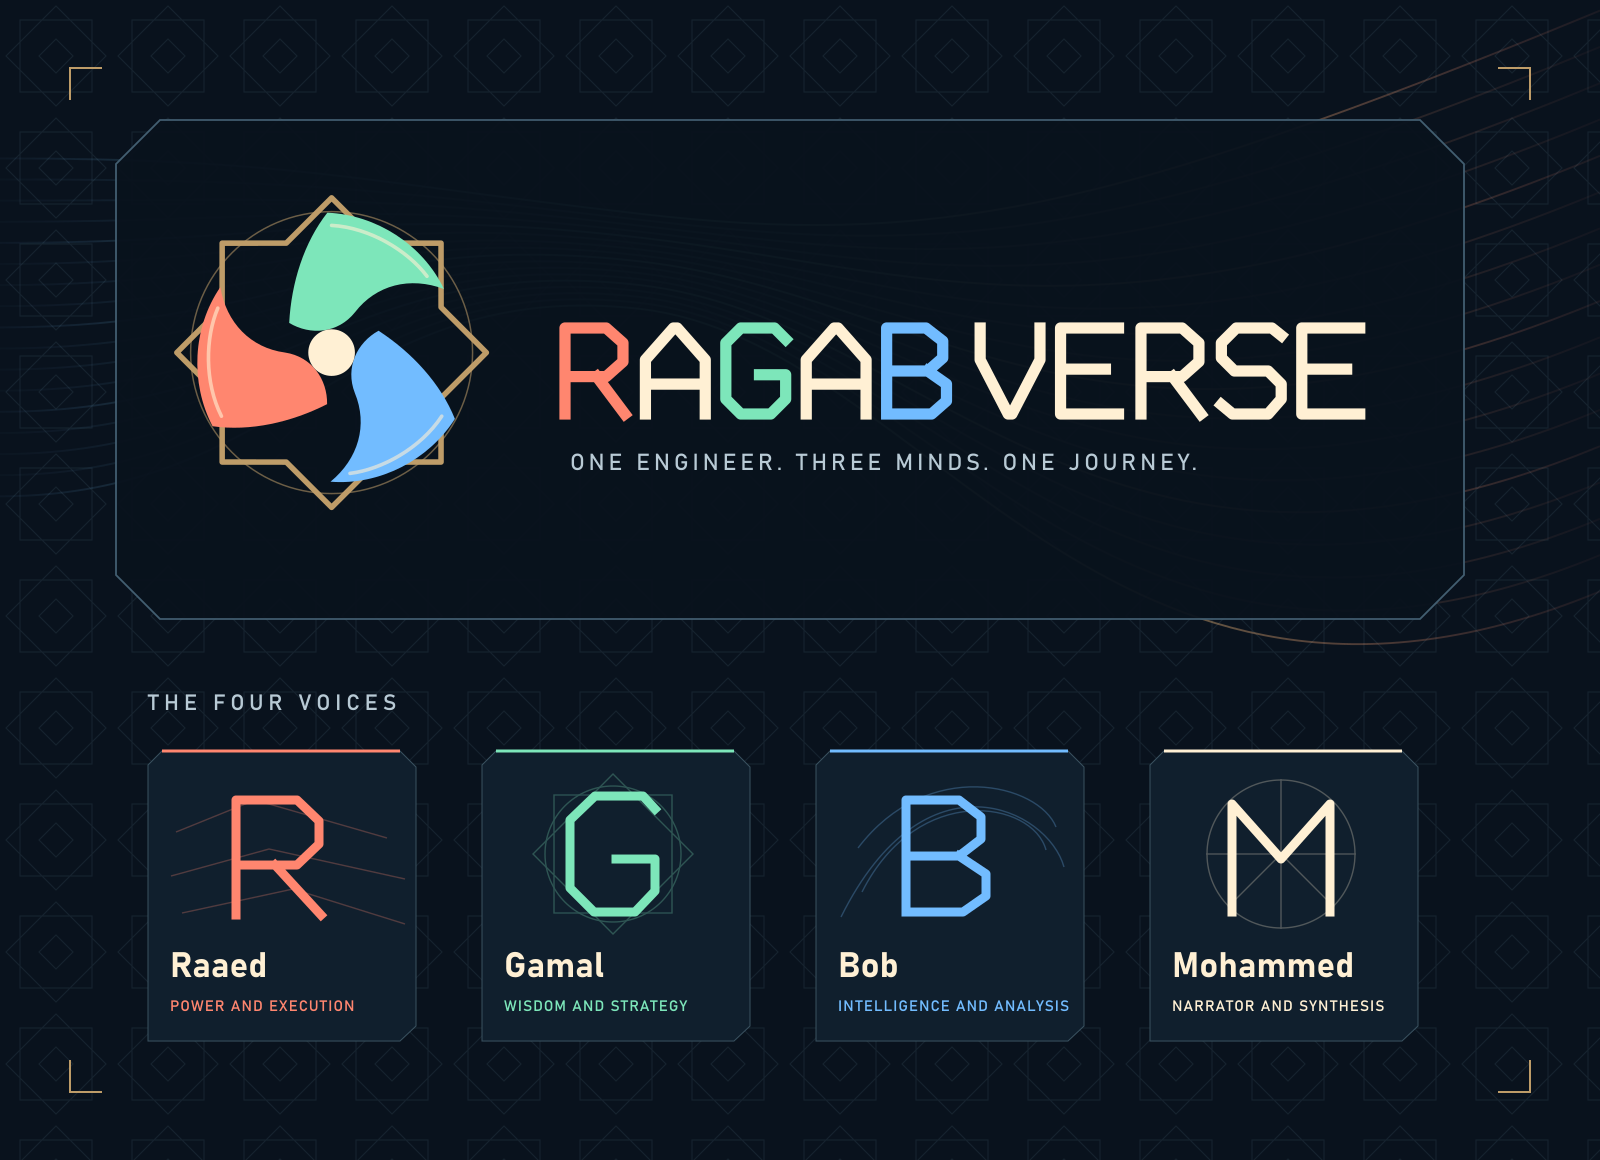 RAGAB VERSE
ONE ENGINEER. THREE MINDS. ONE JOURNEY.
THE FOUR VOICES
R
G
B
M
Raaed
Gamal
Bob
Mohammed
POWER AND EXECUTION
WISDOM AND STRATEGY
INTELLIGENCE AND ANALYSIS
NARRATOR AND SYNTHESIS